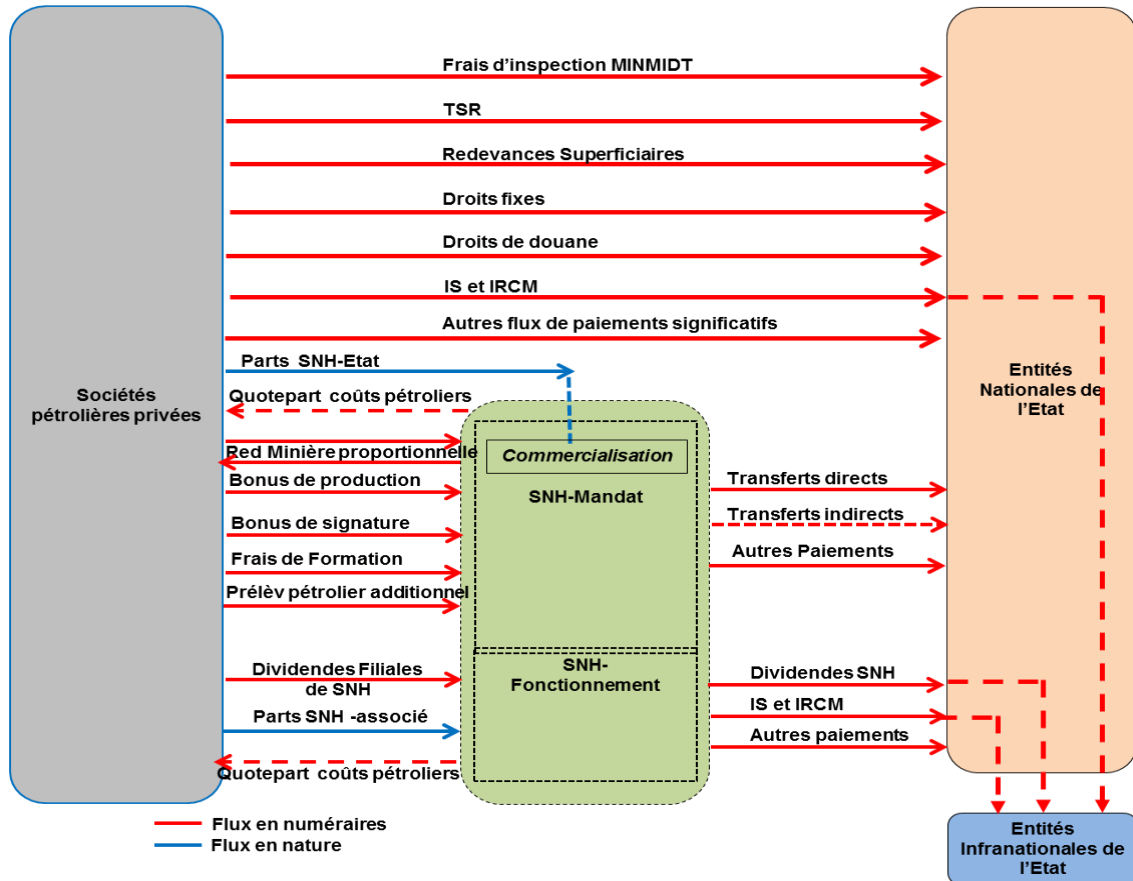 Frais d'inspection MINMIDT
TSR
Redevances Superficiaires
Droits fixes
Droits de douane
IS et IRCM
Autres flux de paiements significatifs
Parts SNH-Etat
Sociétés
pétrolières privées
Quotepart coûts pétroliers
Entités
Nationales de
l'Etat
Red Minière proportionnelle
Bonus de production
Bonus de signature
Frais de Formation
Prélèv pétrolier additionnel
Commercialisation
SNH-Mandat
Transferts directs
Transferts indirects
Autres Paiements
Dividendes Filiales
de SNH
Parts SNH -associé
Quotepart coûts pétroliers
SNH-
Fonctionnement
Dividendes SNH
IS et IRCM
Autres paiements
Flux en numéraires
Flux en nature
Entités
Infranationales de
l'Etat